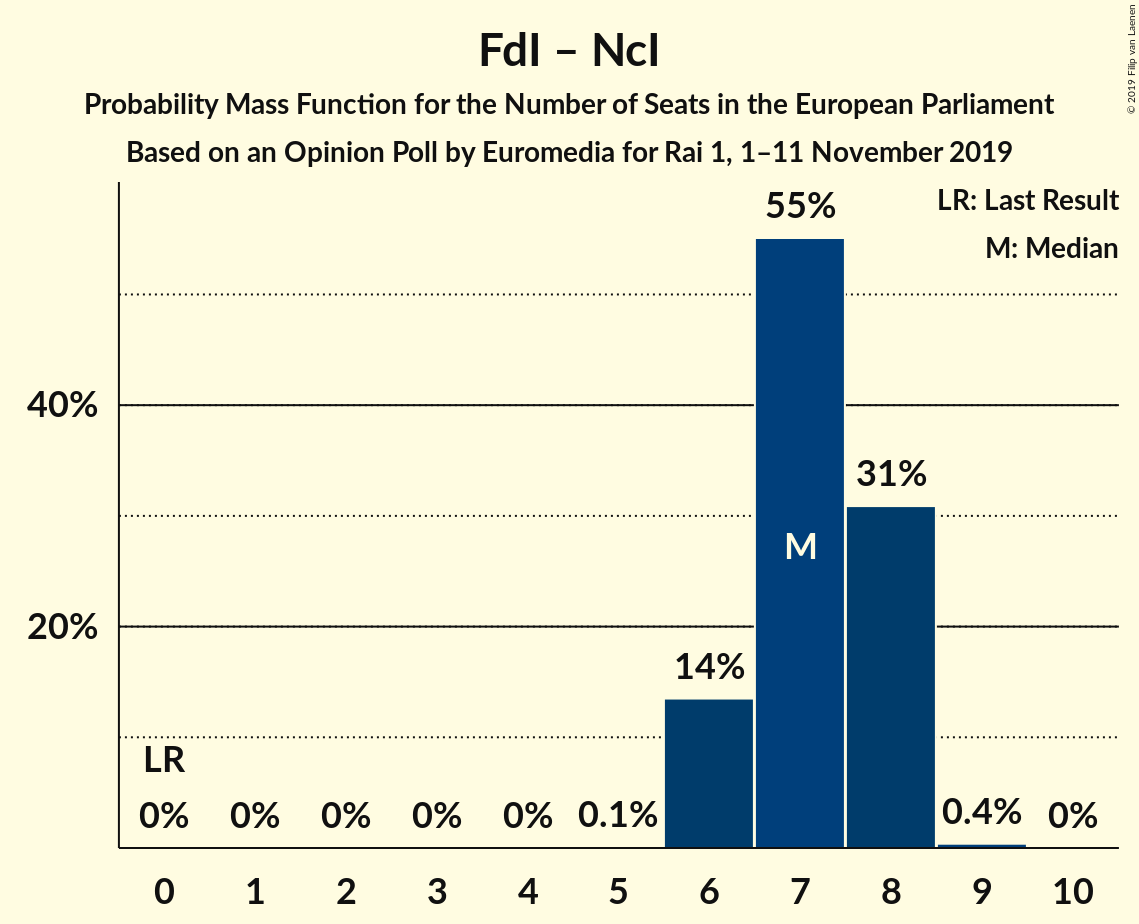 FdI – NcI
Probability Mass Function for the Number of Seats in the European Parliament
Based on an Opinion Poll by Euromedia for Rai 1, 1–11 November 2019
© 2019 Filip van Laenen
LR: Last Result
M: Median
55%
40%
31%
M
20%
14%
LR
0% 0% 0% 0% 0% 0.1% 0.4% 0%
0 1 2 3 4 5 6 7 8 9 10